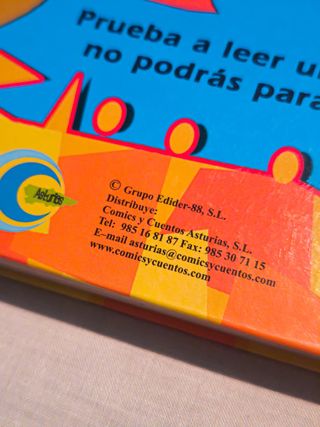 Prueba a leer u
no podrás para
Asturias
© Grupo Edider-88, S.L.
Distribuye:
Comics y Cuentos Asturias, S.L.
Tel: 985 16 81 87 Fax: 985 30 71 15
E-mail asturias@comicsycuentos.com
www.comicsycuentos.com